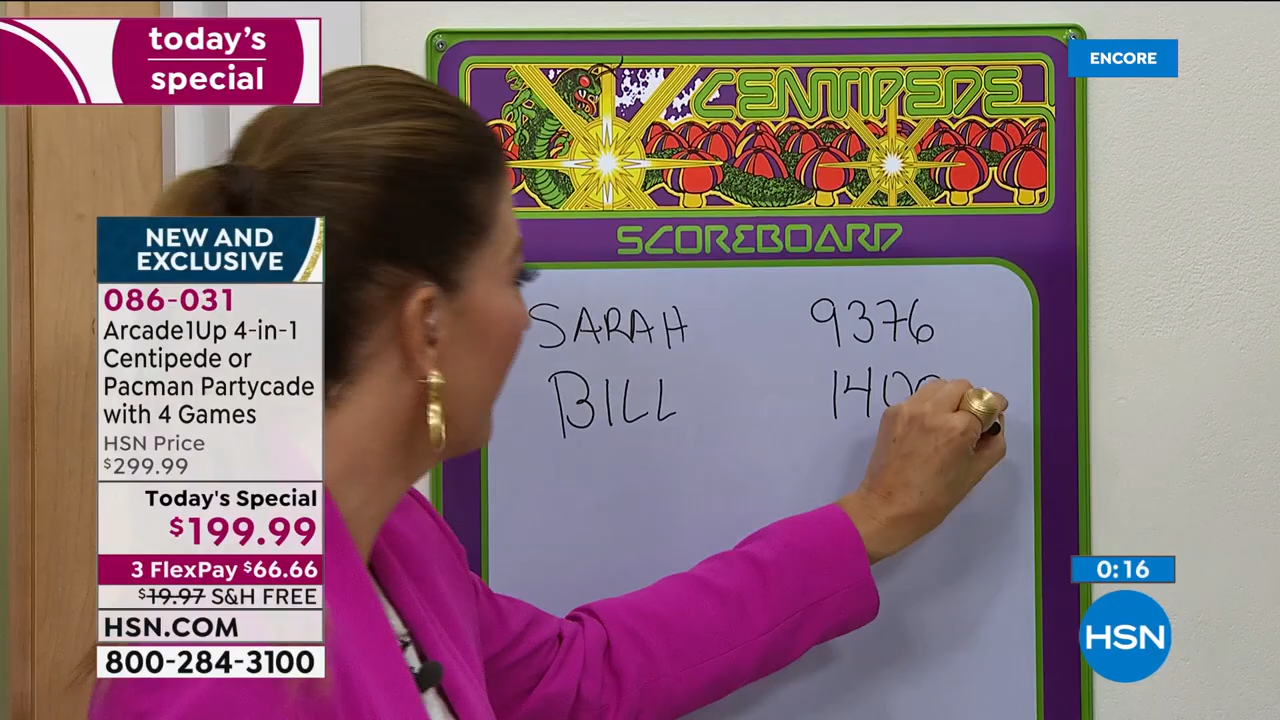 today's
special
ENCORE
CENTIPEDE
SCOREBOARD
SARAH 9376
BILL
NEW AND
EXCLUSIVE
086-031
Arcade1Up 4-in-1
Centipede or
Pacman Partycade
with 4 Games
HSN Price
$299.99
Today's Special
$199.99
3 FlexPay $66.66
$19.97 S&H FREE
HSN.COM
800-284-3100
0:16
HSN